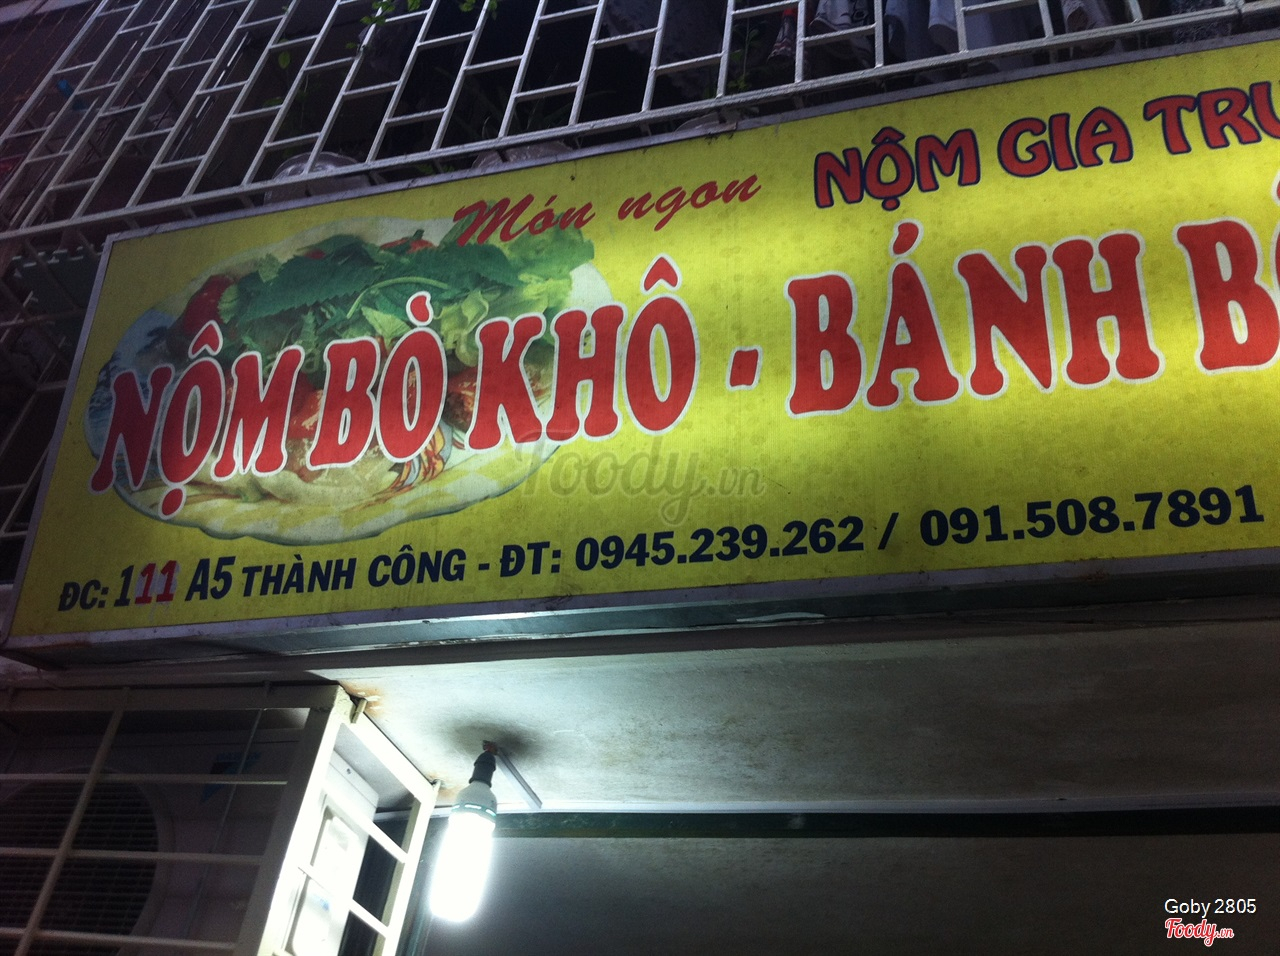 Món ngon NỘM GIA
NỘM BÒ KHÔ - BÁNH
ĐC: 111 A5 THÀNH CÔNG - ĐT: 0945.239.262 / 091.508.7891
Foody.vn
Goby 2805
Foody.vn